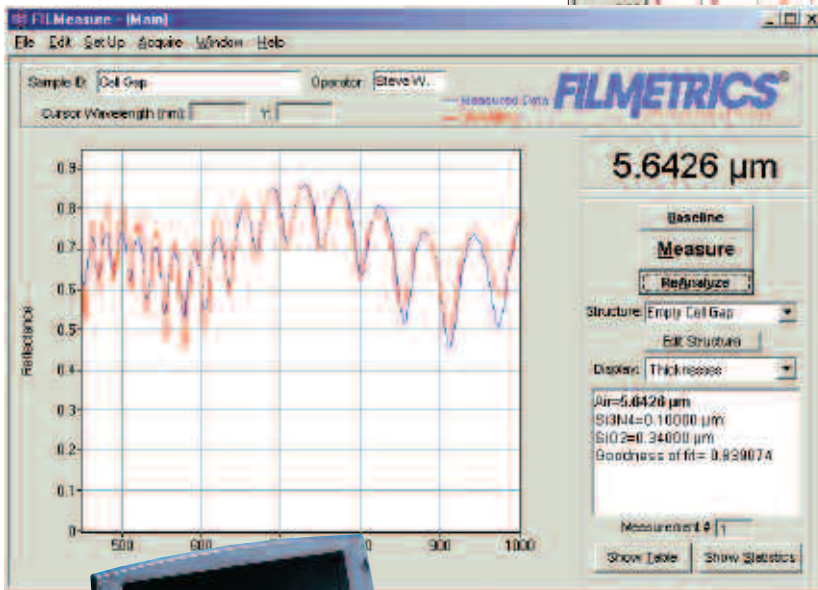 FILMeasure - [Main]
File Edit SetUp Acquire Window Help
Sample ID: Cell Gap
Operator: Steve W..
Cursor Wavelength (nm): Y:
Measured Data
FILMETRICS®
5.6426 µm
Baseline
Measure
ReAnalyze
Structure: Empty Cell Gap
Edit Structure
Display: Thicknesses
Air=5.6426 µm
Si3N4=0.10000 µm
SiO2=0.34000 µm
Goodness of fit= 0.939074
Measurement # 1
Show Table Show Statistics
Reflectance
0.9
0.8
0.7
0.6
0.5
0.4
0.3
0.2
0.1
0
500 600 900 1000